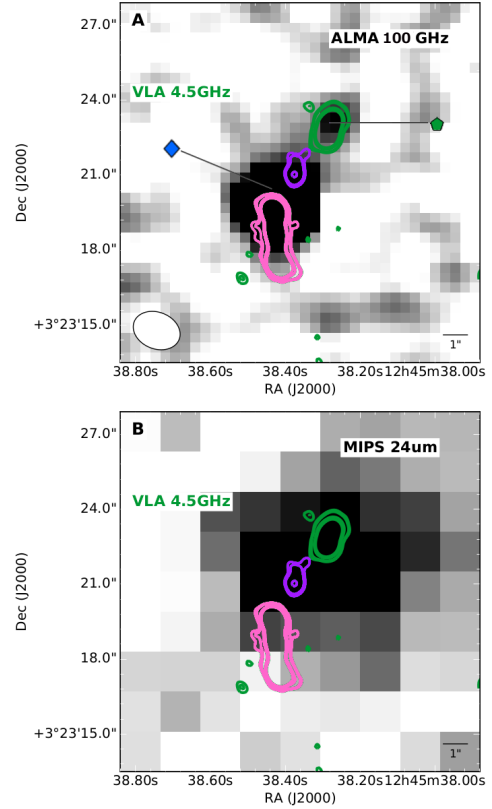 27.0"
A
ALMA 100 GHz
VLA 4.5GHz
24.0"
Dec (J2000)
21.0"
18.0"
+3°23'15.0"
1"
38.80s 38.60s 38.40s 38.20s 12h45m38.00s
RA (J2000)
B
27.0"
MIPS 24um
VLA 4.5GHz
24.0"
Dec (J2000)
21.0"
18.0"
+3°23'15.0"
1"
38.80s 38.60s 38.40s 38.20s 12h45m38.00s
RA (J2000)